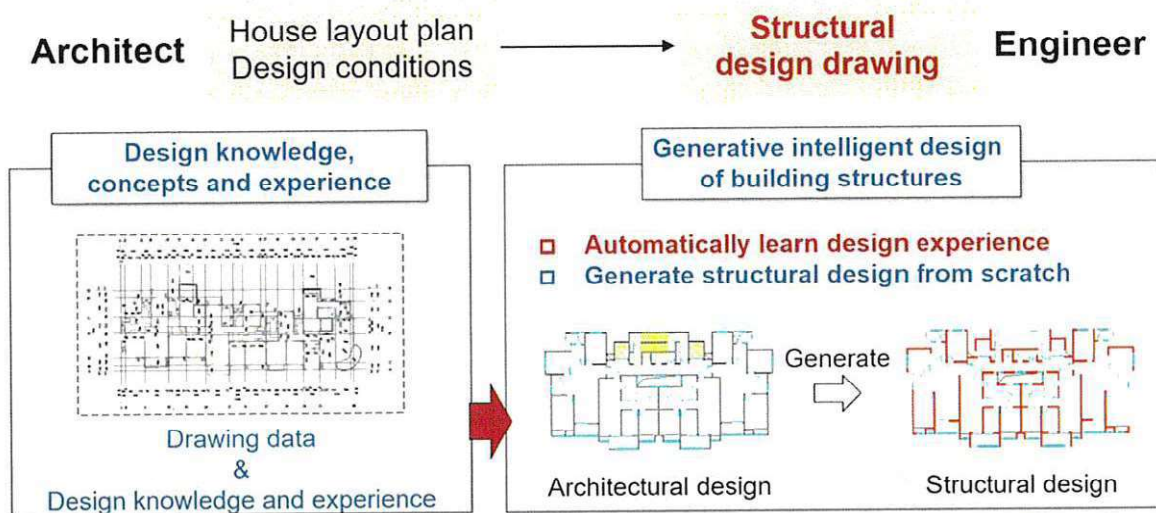 Architect
House layout plan
Design conditions
Structural
design drawing
Engineer
Design knowledge,
concepts and experience
Drawing data
&
Design knowledge and experience
Generative intelligent design
of building structures
Automatically learn design experience
Generate structural design from scratch
Generate
Architectural design
Structural design